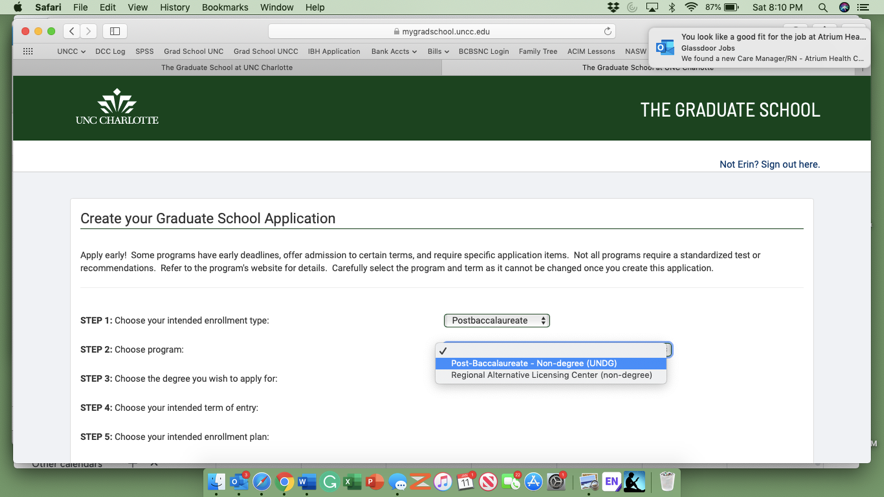 Safari File Edit View History Bookmarks Window Help 87% Sat 8:10 PM
mygradschool.uncc.edu
UNCC DCC Log SPSS Grad School UNC Grad School UNCC IBH Application Bank Accts Bills BCBSNC Login Family Tree ACIM Lessons NASW
You look like a good fit for the job at Atrium Hea...
Glassdoor Jobs
We found a new Care Manager/RN - Atrium Health C...
The Graduate School at UNC Charlotte
The Graduate School at UNC Charlotte
UNC CHARLOTTE
THE GRADUATE SCHOOL
Not Erin? Sign out here.
Create your Graduate School Application
Apply early! Some programs have early deadlines, offer admission to certain terms, and require specific application items. Not all programs require a standardized test or
recommendations. Refer to the program's website for details. Carefully select the program and term as it cannot be changed once you create this application.
STEP 1: Choose your intended enrollment type:
Postbaccalaureate
STEP 2: Choose program:
Post-Baccalaureate - Non-degree (UNDG)
Regional Alternative Licensing Center (non-degree)
STEP 3: Choose the degree you wish to apply for:
STEP 4: Choose your intended term of entry:
STEP 5: Choose your intended enrollment plan:
Other calendars
EN